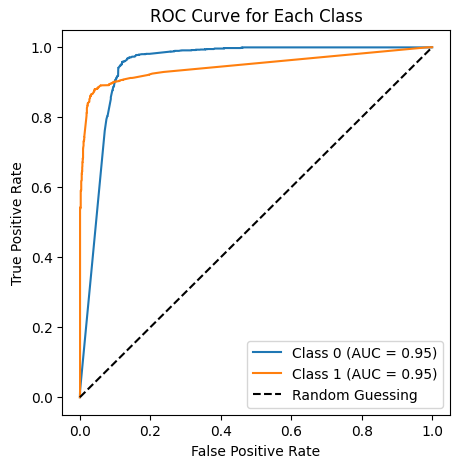 ROC Curve for Each Class
True Positive Rate
1.0
0.8
0.6
0.4
0.2
0.0
Class 0 (AUC = 0.95)
Class 1 (AUC = 0.95)
Random Guessing
0.0 0.2 0.4 0.6 0.8 1.0
False Positive Rate